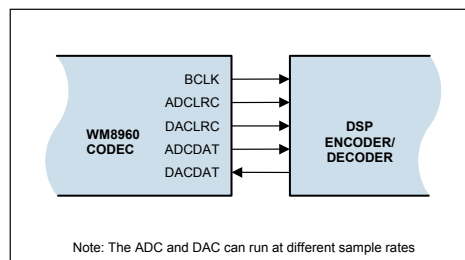 BCLK
ADCLRC
DACLRC
ADCDAT
DACDAT
WM8960
CODEC
DSP
ENCODER/
DECODER
Note: The ADC and DAC can run at different sample rates